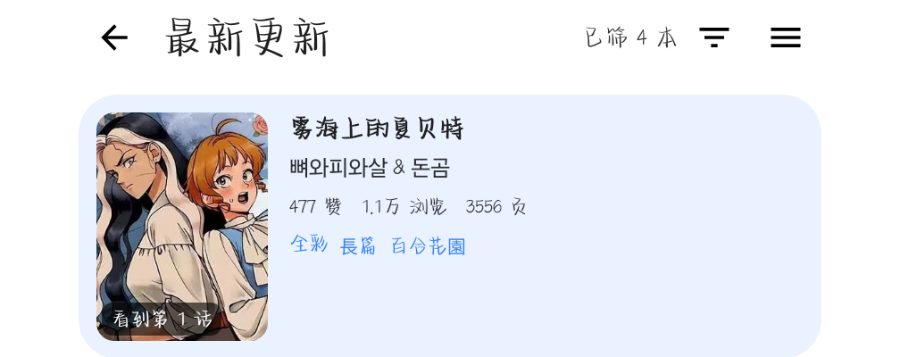 最新更新
已筛 4 本
雾海上的夏贝特
뼈와피와살 & 돈곰
477 赞 1.1万 浏览 3556 页
全彩 長篇 百合花園
看到第 1 话